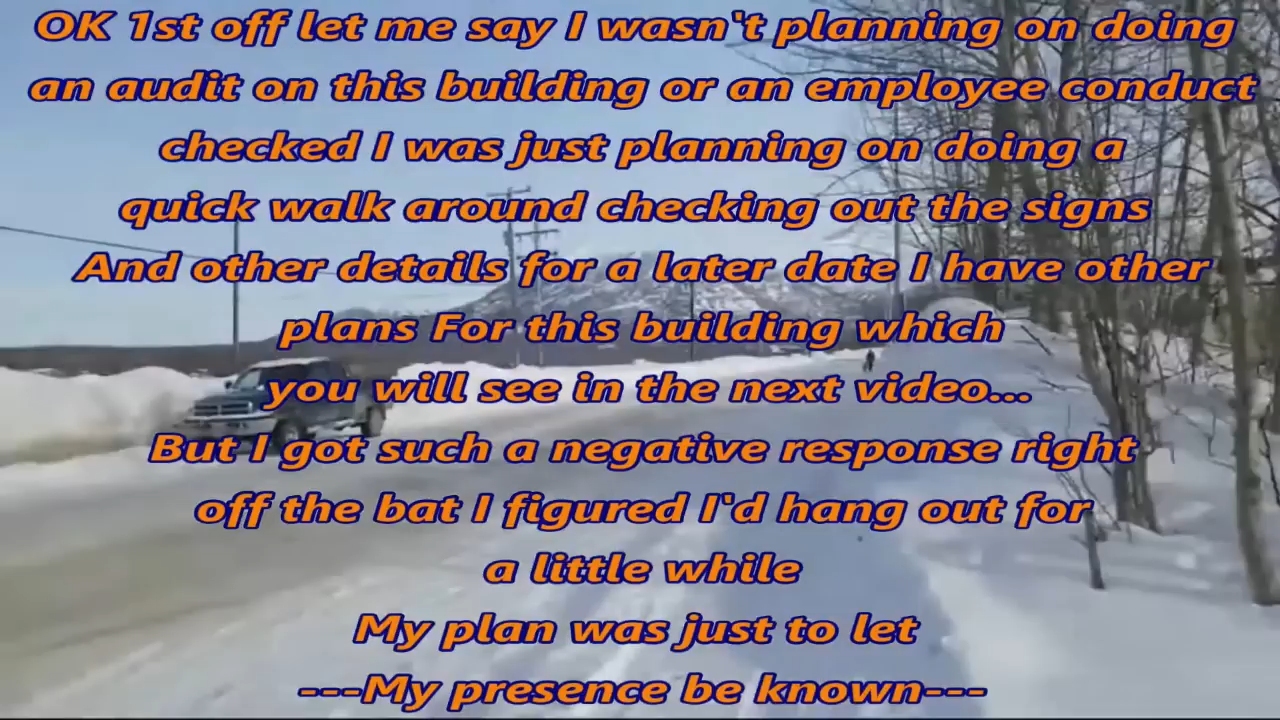 OK 1st off let me say I wasn't planning on doing
an audit on this building or an employee conduct
checked I was just planning on doing a
quick walk around checking out the signs
And other details for a later date I have other
plans For this building which
you will see in the next video...
But I got such a negative response right
off the bat I figured I'd hang out for
a little while
My plan was just to let
---My presence be known---